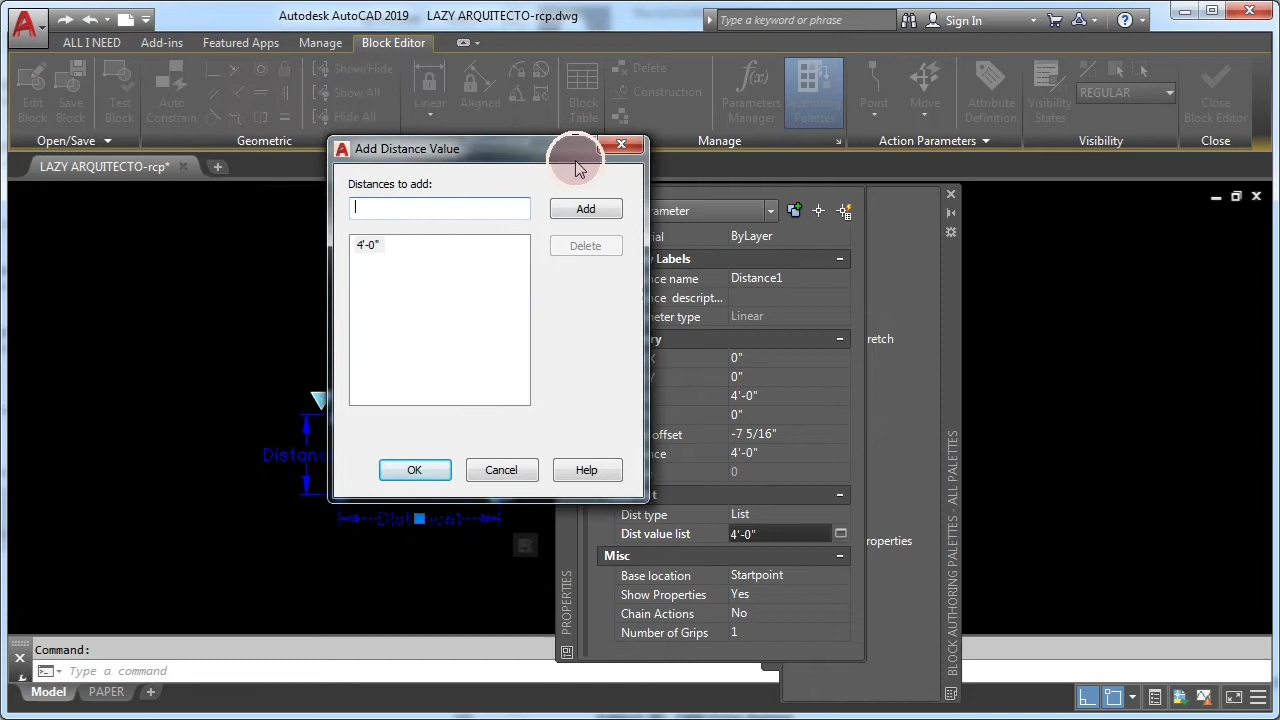 Autodesk AutoCAD 2019 LAZY ARQUITECTO-rcp.dwg
Type a keyword or phrase
Sign In
ALL I NEED Add-ins Featured Apps Manage Block Editor
Edit Block
Save Block
Test Block
Auto Constrain
Show/Hide
Show All
Hide All
Linear
Aligned
Block Table
Delete
Construction
Parameters Manager
Authoring Palettes
Point
Move
Attribute Definition
Visibility States
REGULAR
Close Block Editor
Open/Save Geometric Manage Action Parameters Visibility Close
LAZY ARQUITECTO-rcp*
Add Distance Value
Distances to add:
Add
4'-0"
Delete
OK Cancel Help
Distan
Distance1
ByLayer
Labels
Distance1
descript...
Linear
0"
0"
4'-0"
0"
offset -7 5/16"
4'-0"
0
Dist type List
Dist value list 4'-0"
Misc
Base location Startpoint
Show Properties Yes
Chain Actions No
Number of Grips 1
PROPERTIES
BLOCK AUTHORING PALETTES - ALL PALETTES
Command:
Type a command
Model PAPER